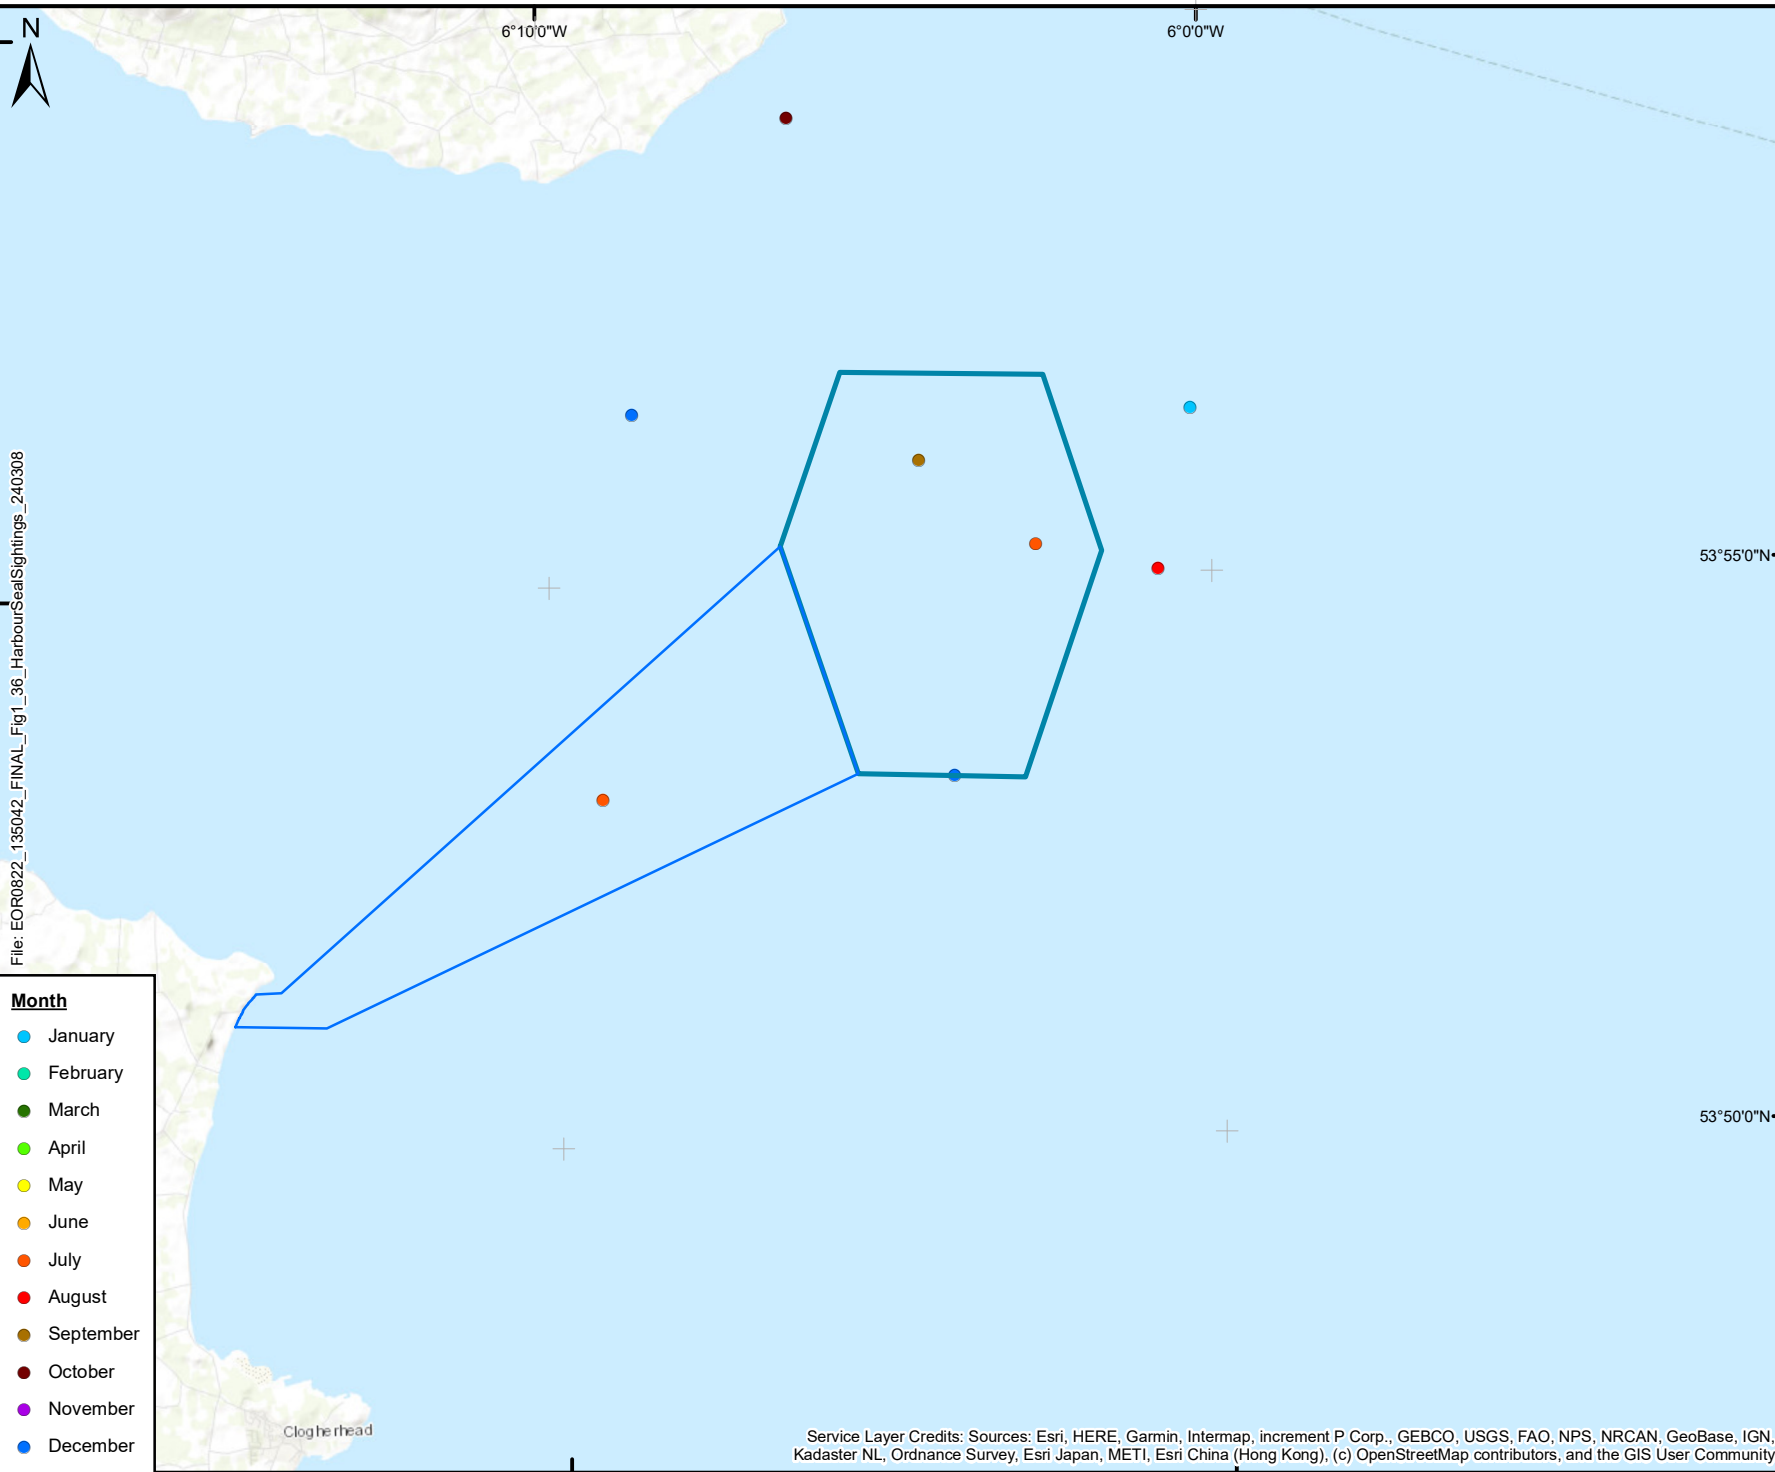 N
6°10'0"W
6°0'0"W
53°55'0"N
53°50'0"N
File: EOR0822_135042_FINAL_Fig1_36_HarbourSealSightings_240308
Month
January
February
March
April
May
June
July
August
September
October
November
December
Clogherhead
Service Layer Credits: Sources: Esri, HERE, Garmin, Intermap, increment P Corp., GEBCO, USGS, FAO, NPS, NRCAN, GeoBase, IGN,
Kadaster NL, Ordnance Survey, Esri Japan, METI, Esri China (Hong Kong), (c) OpenStreetMap contributors, and the GIS User Community